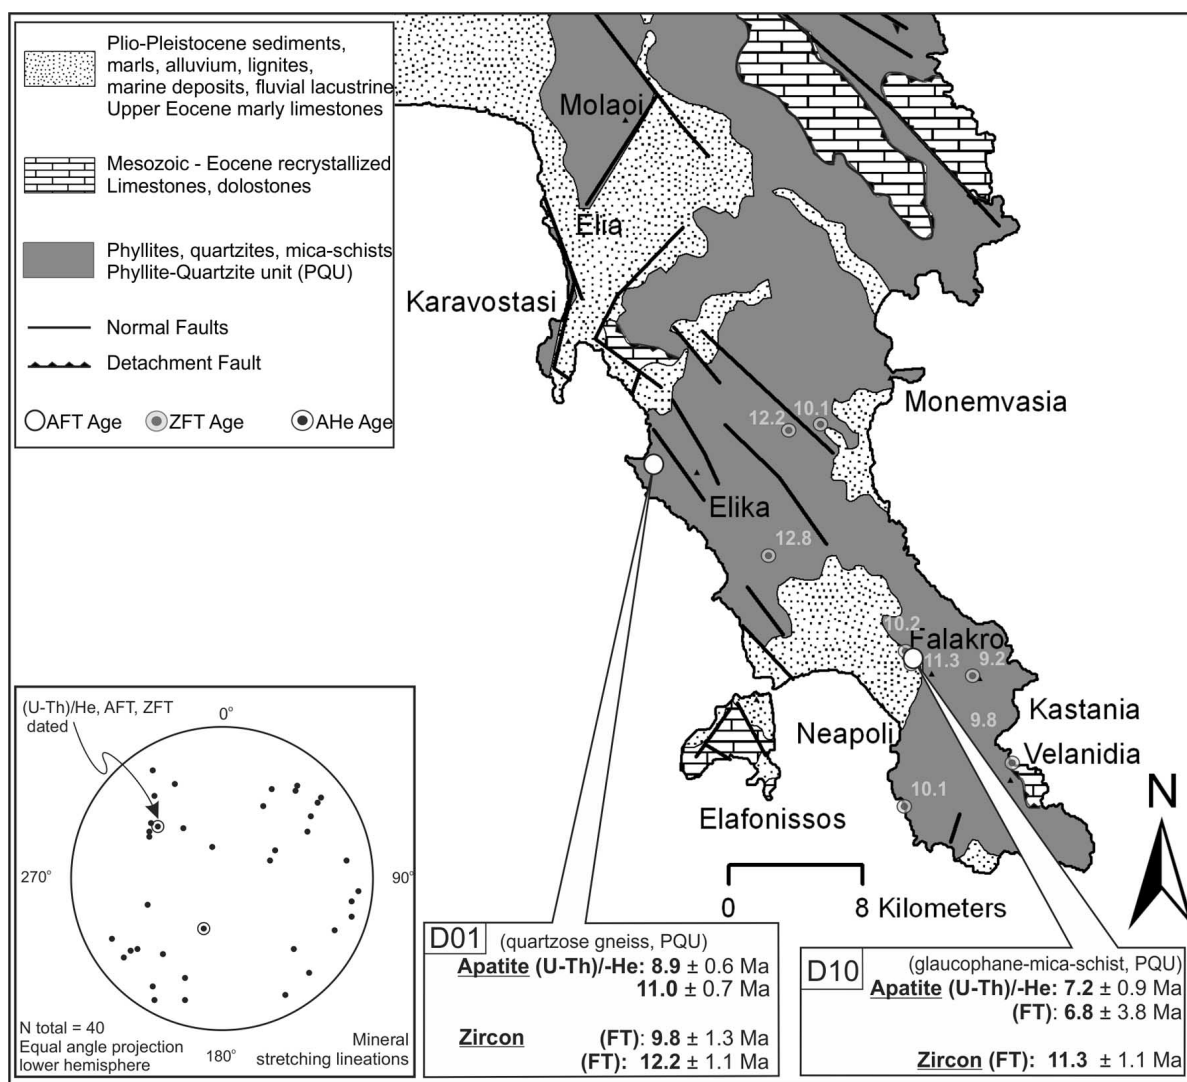 Plio-Pleistocene sediments,
marls, alluvium, lignites,
marine deposits, fluvial lacustrine,
Upper Eocene marly limestones
Mesozoic - Eocene recrystallized
Limestones, dolostones
Phyllites, quartzites, mica-schists
Phyllite-Quartzite unit (PQU)
Normal Faults
Detachment Fault
AFT Age
ZFT Age
AHe Age
Molaoi
Elia
Karavostasi
Monemvasia
12.2
10.1
Elika
12.8
10.2
Falakro
11.3
9.2
9.8
Kastania
Neapoli
Velanidia
10.1
Elafonissos
N
0 8 Kilometers
(U-Th)/He, AFT, ZFT
dated
0°
270°
90°
180°
N total = 40
Equal angle projection
lower hemisphere
Mineral
stretching lineations
D01 (quartzose gneiss, PQU)
Apatite (U-Th)/-He: 8.9 ± 0.6 Ma
11.0 ± 0.7 Ma
Zircon (FT): 9.8 ± 1.3 Ma
(FT): 12.2 ± 1.1 Ma
D10 (glaucophane-mica-schist, PQU)
Apatite (U-Th)/-He: 7.2 ± 0.9 Ma
(FT): 6.8 ± 3.8 Ma
Zircon (FT): 11.3 ± 1.1 Ma